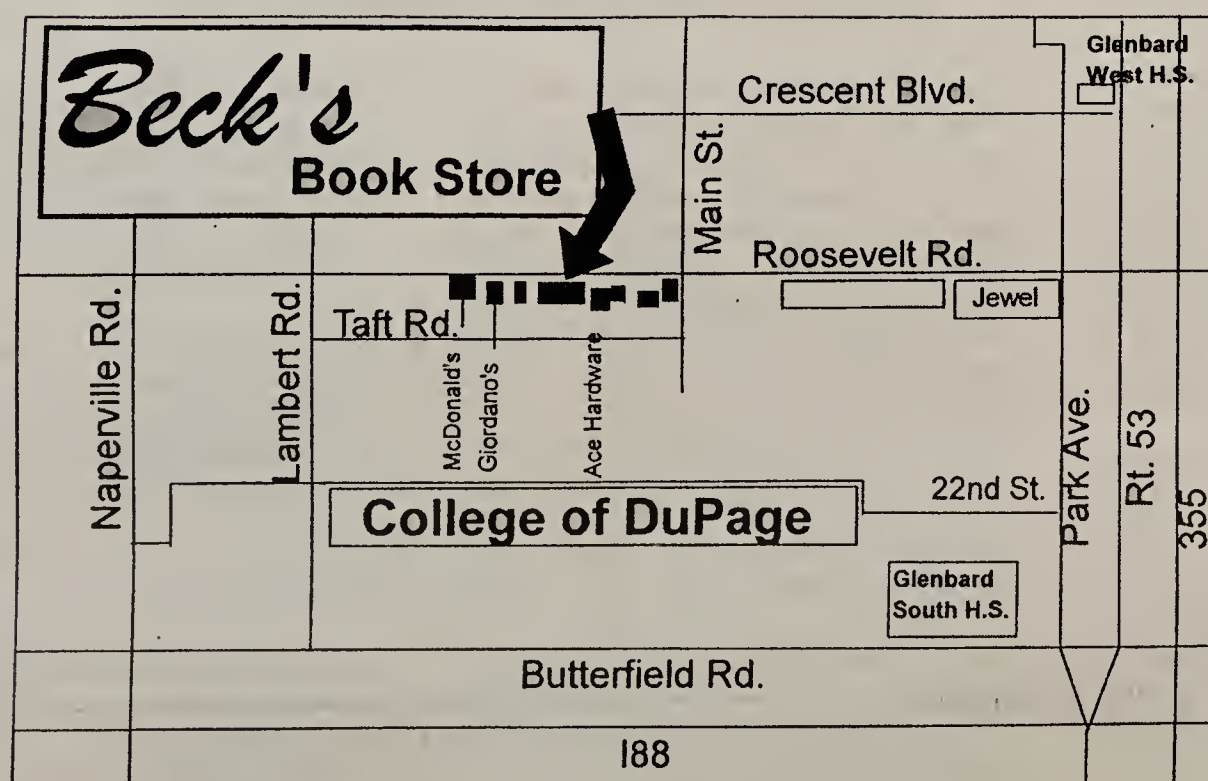 Beck's
Book Store
Glenbard
West H.S.
Crescent Blvd.
Main St.
Roosevelt Rd.
Jewel
Naperville Rd.
Lambert Rd.
Taft Rd.
McDonald's
Giordano's
Ace Hardware
Park Ave.
Rt. 53
355
22nd St.
College of DuPage
Glenbard
South H.S.
Butterfield Rd.
I88